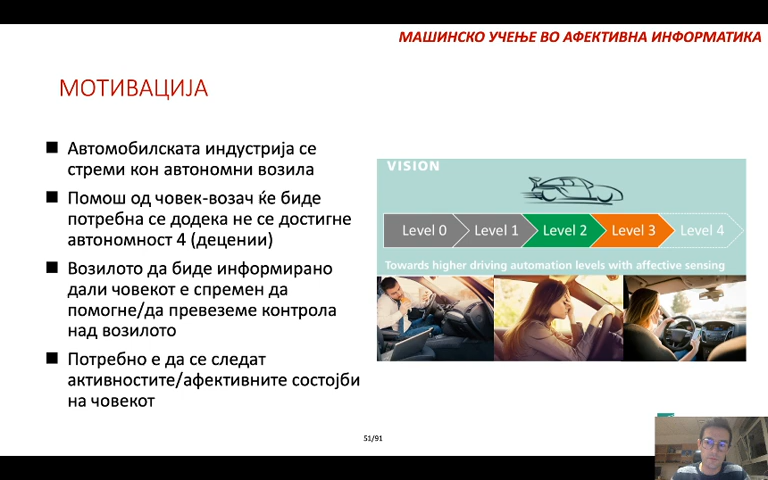 МАШИНСКО УЧЕЊЕ ВО АФЕКТИВНА ИНФОРМАТИКА
МОТИВАЦИЈА
Автомобилската индустрија се
стреми кон автономни возила
Помош од човек-возач ќе биде
потребна се додека не се достигне
автономност 4 (децении)
Возилото да биде информирано
дали човекот е спремен да
помогне/да превземе контрола
над возилото
Потребно е да се следат
активностите/афективните состојби
на човекот
VISION
Level 0 Level 1 Level 2 Level 3 Level 4
Towards higher driving automation levels with affective sensing
51/91